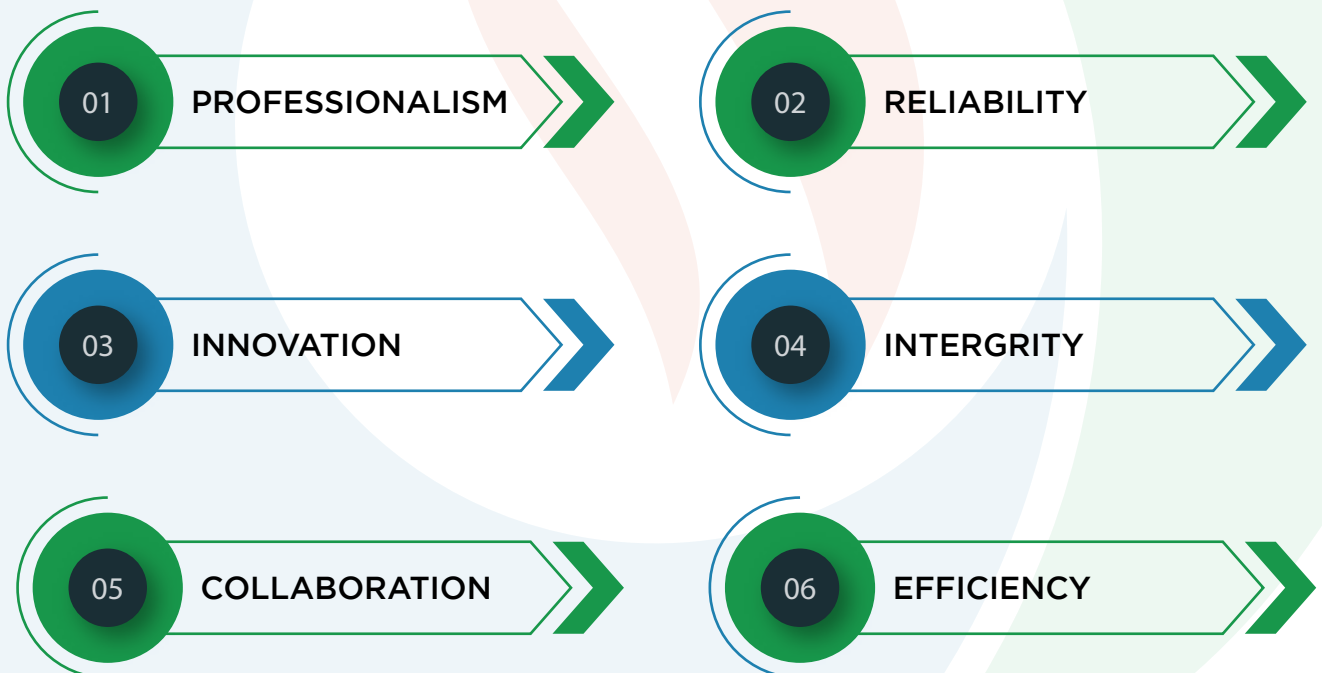 01 PROFESSIONALISM
02 RELIABILITY
03 INNOVATION
04 INTERGRITY
05 COLLABORATION
06 EFFICIENCY